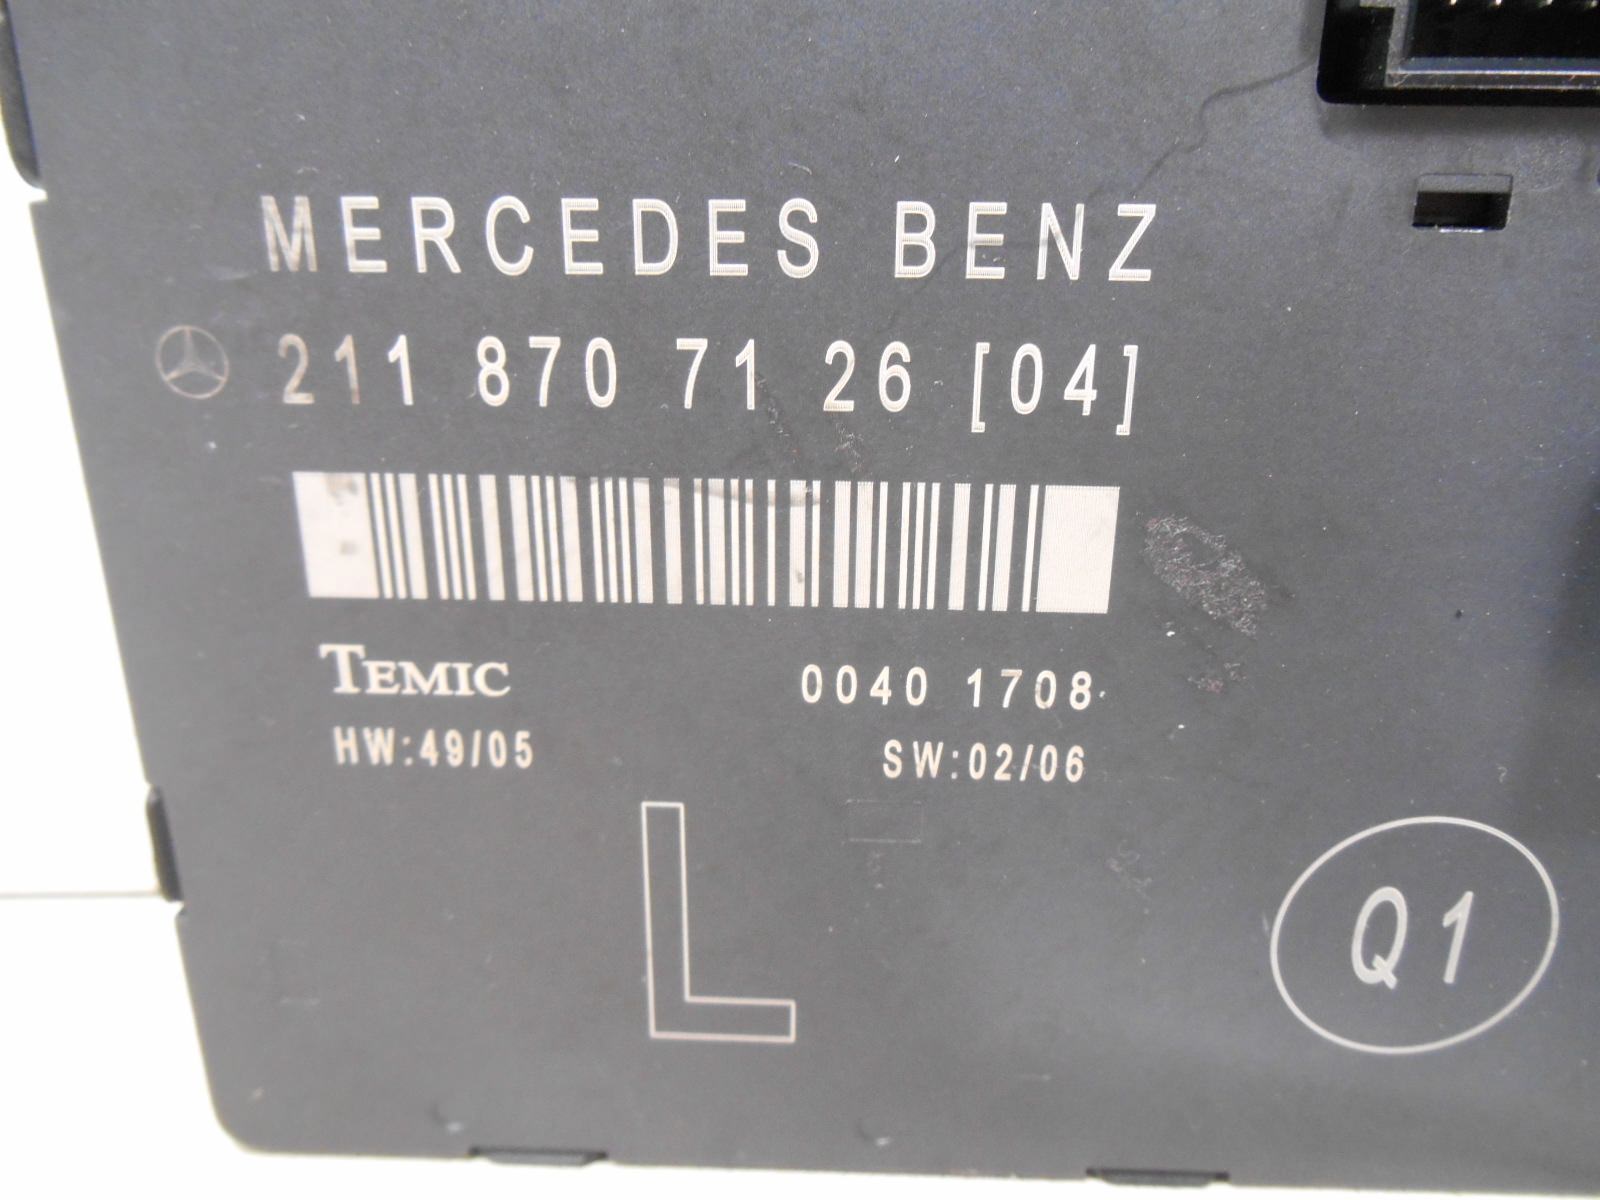 MERCEDES BENZ
211 870 71 26 [04]
TEMIC 0040 1708
HW:49/05 SW:02/06
L
Q1